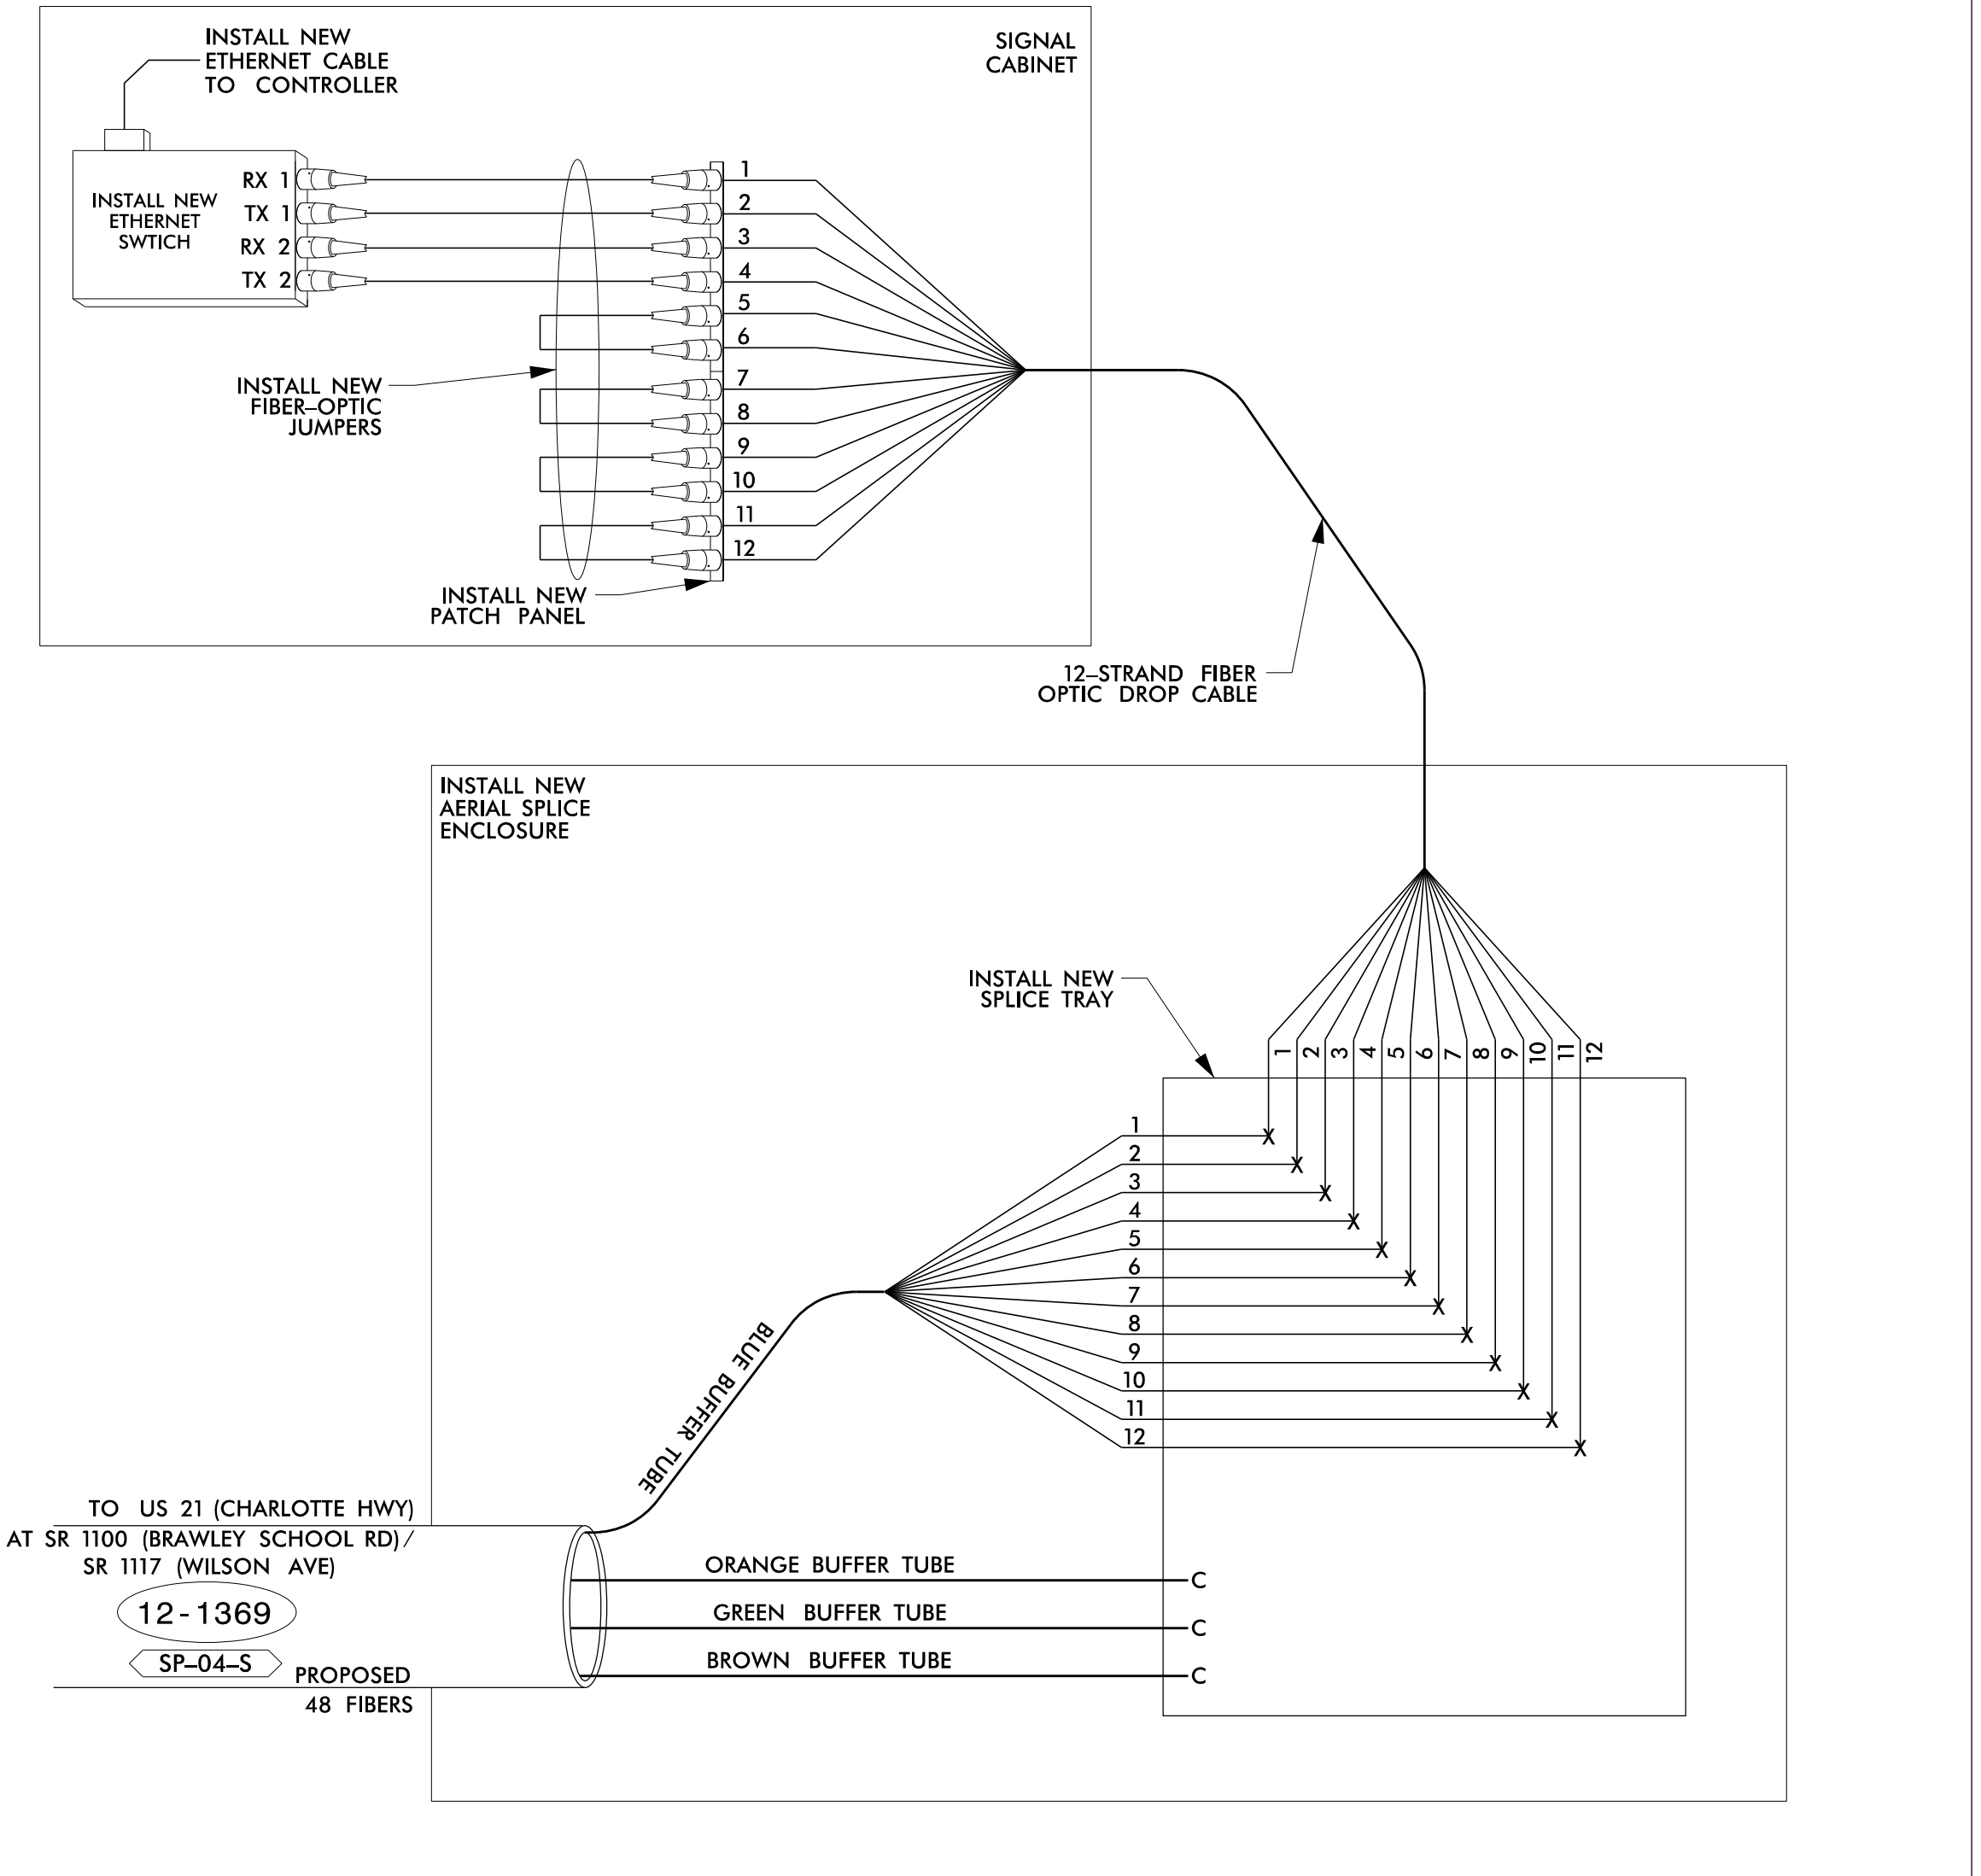 INSTALL NEW
ETHERNET CABLE
TO CONTROLLER
SIGNAL
CABINET
INSTALL NEW
ETHERNET
SWTICH
RX 1
TX 1
RX 2
TX 2
1
2
3
4
5
6
7
8
9
10
11
12
INSTALL NEW
FIBER–OPTIC
JUMPERS
INSTALL NEW
PATCH PANEL
12–STRAND FIBER
OPTIC DROP CABLE
INSTALL NEW
AERIAL SPLICE
ENCLOSURE
INSTALL NEW
SPLICE TRAY
1
2
3
4
5
6
7
8
9
10
11
12
1
2
3
4
5
6
7
8
9
10
11
12
X
X
X
X
X
X
X
X
X
X
X
X
BLUE BUFFER TUBE
TO US 21 (CHARLOTTE HWY)
AT SR 1100 (BRAWLEY SCHOOL RD)/
SR 1117 (WILSON AVE)
12-1369
SP–04–S
PROPOSED
48 FIBERS
ORANGE BUFFER TUBE
C
GREEN BUFFER TUBE
C
BROWN BUFFER TUBE
C